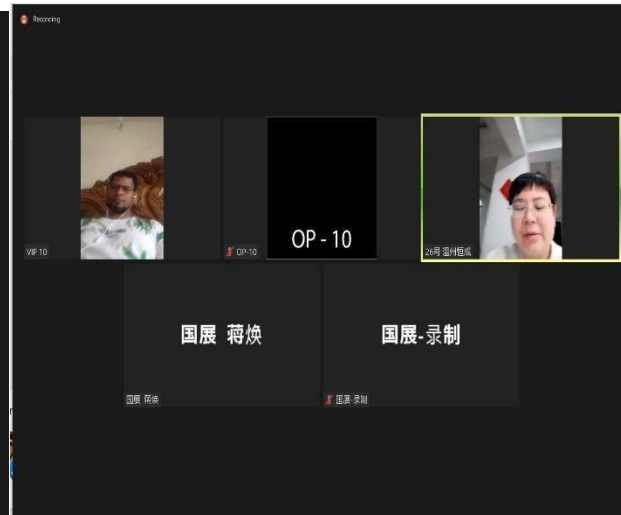 Recording
VIP 10
OP - 10
OP-10
26号 温州恒成
国展 蒋焕
国展 蒋焕
国展-录制
国展-录制